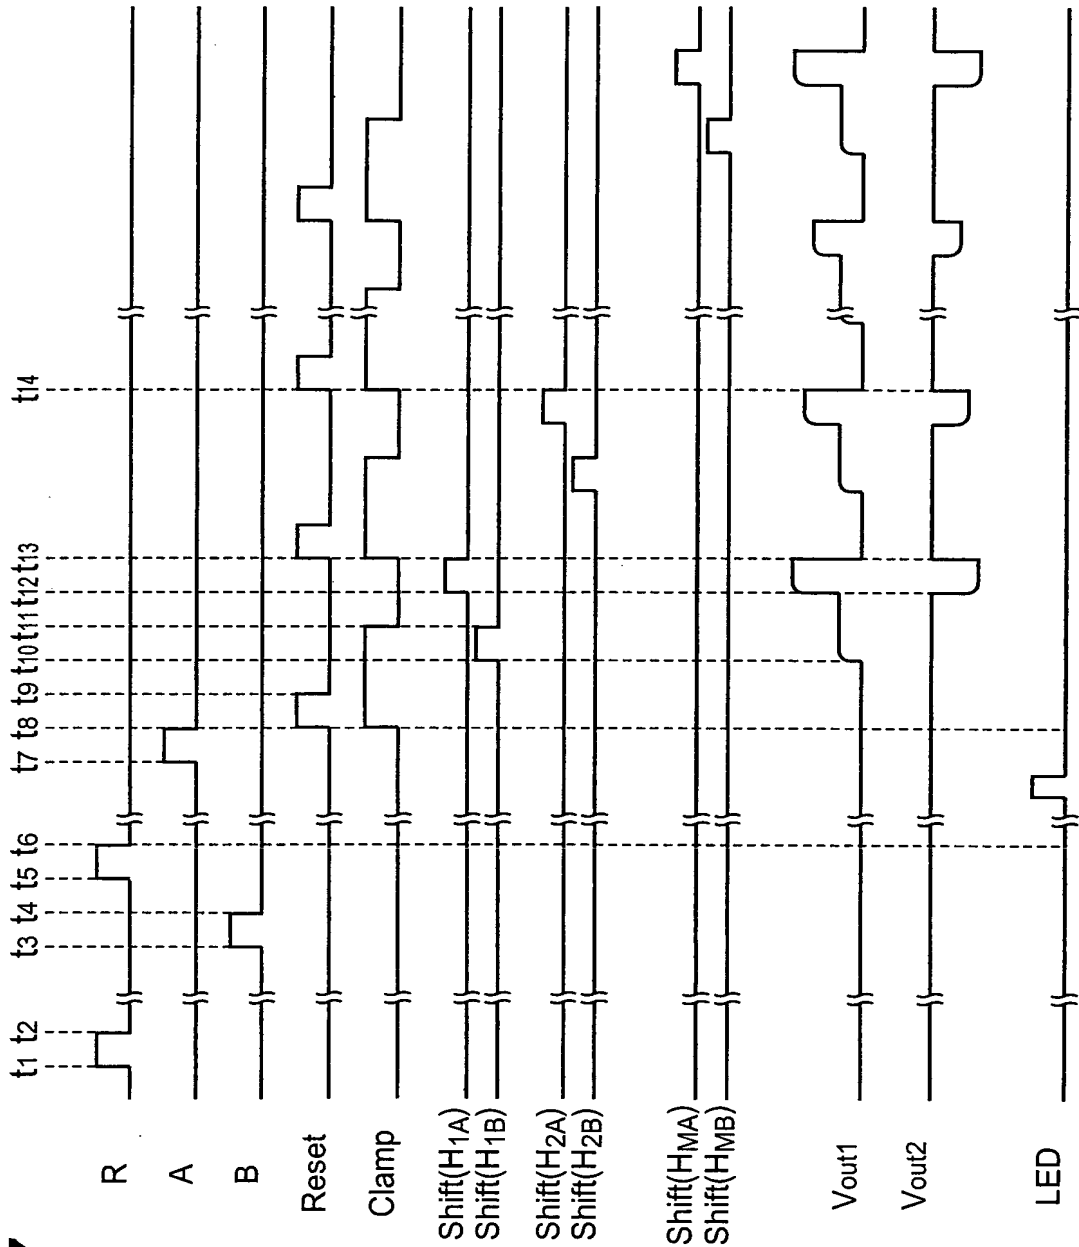 t1 t2 t3 t4 t5 t6 t7 t8 t9 t10 t11 t12 t13 t14
R
A
B
Reset
Clamp
Shift(H1A)
Shift(H1B)
Shift(H2A)
Shift(H2B)
Shift(HMA)
Shift(HMB)
Vout1
Vout2
LED